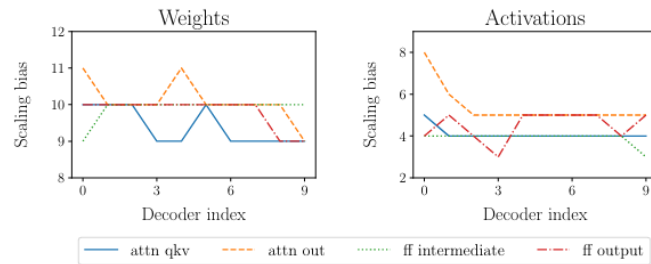 Weights
Activations
Scaling bias
12
11
10
9
8
0
3
6
9
Decoder index
Scaling bias
8
6
4
2
0
3
6
9
Decoder index
attn qkv
attn out
ff intermediate
ff output